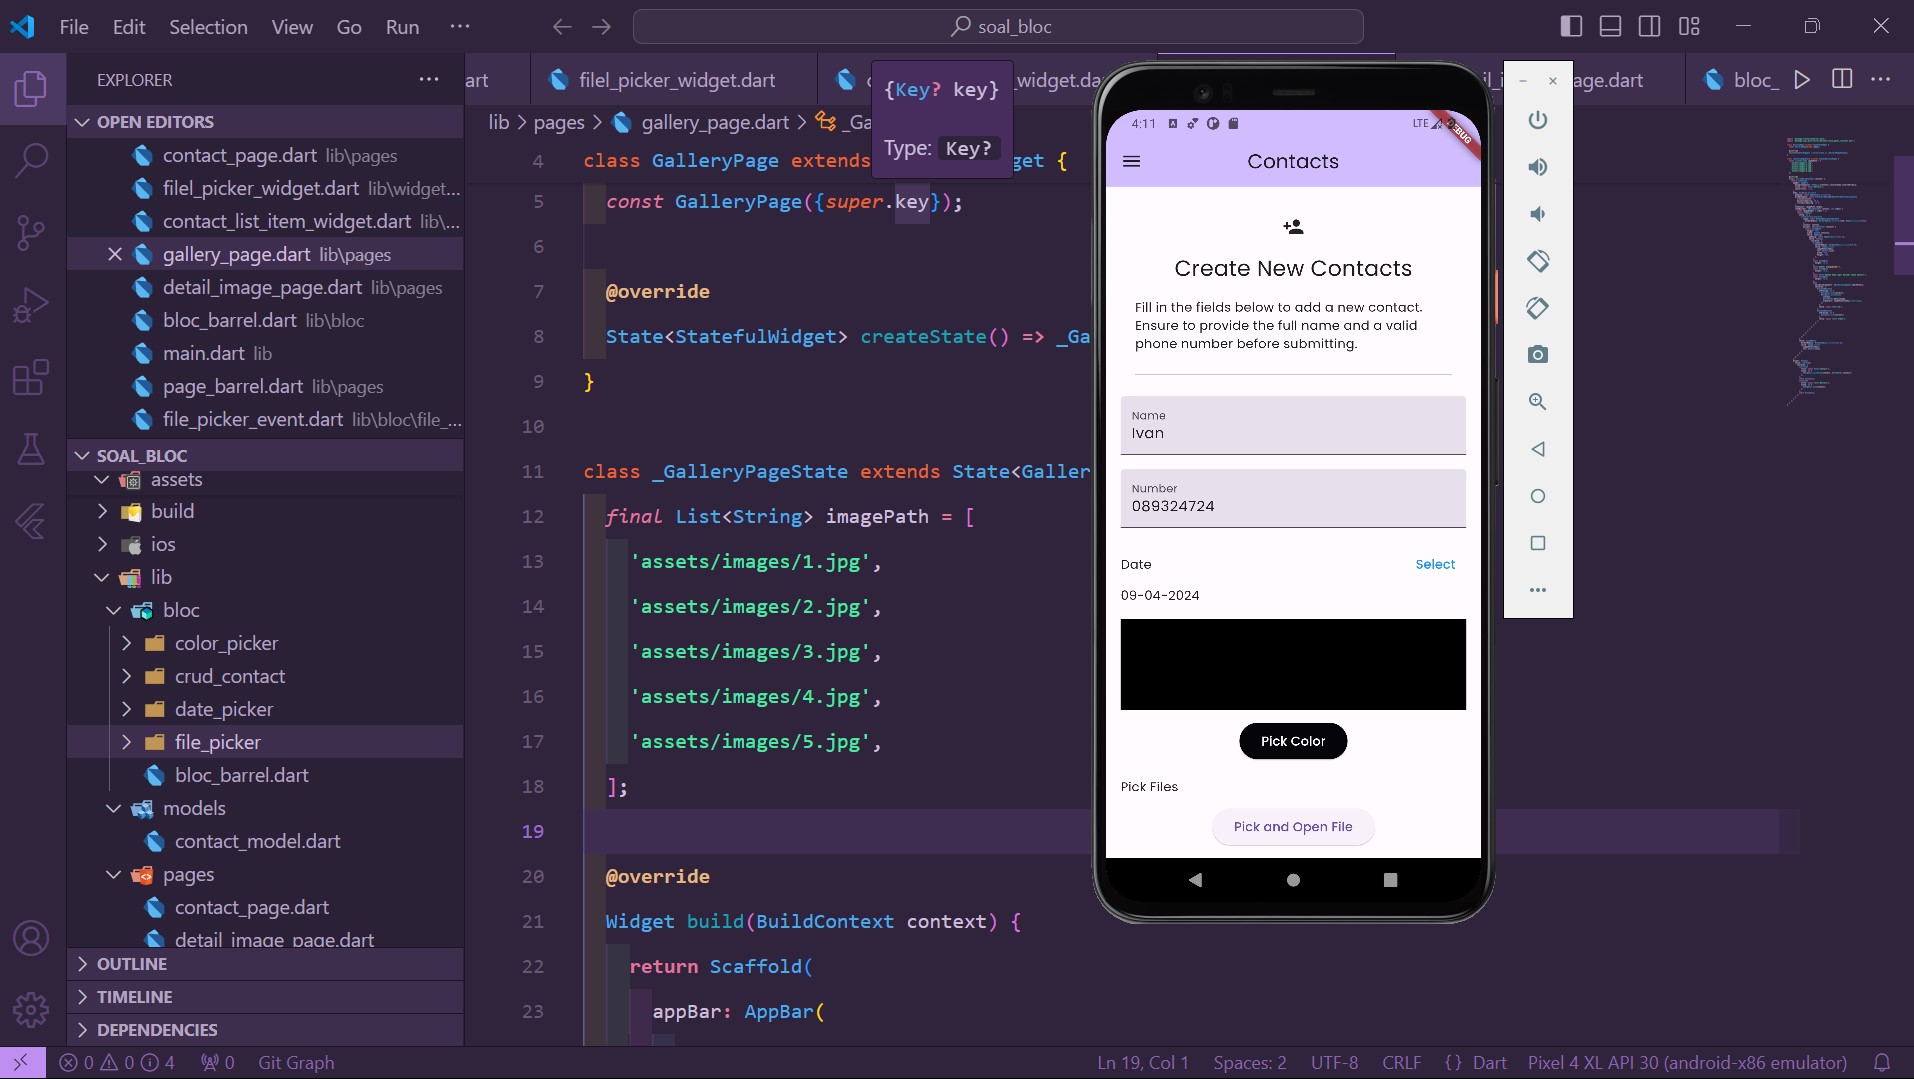 File Edit Selection View Go Run ···
soal_bloc
EXPLORER
OPEN EDITORS
contact_page.dart lib\pages
filel_picker_widget.dart lib\widget...
contact_list_item_widget.dart lib\...
gallery_page.dart lib\pages
detail_image_page.dart lib\pages
bloc_barrel.dart lib\bloc
main.dart lib
page_barrel.dart lib\pages
file_picker_event.dart lib\bloc\file_...
SOAL_BLOC
assets
build
ios
lib
bloc
color_picker
crud_contact
date_picker
file_picker
bloc_barrel.dart
models
contact_model.dart
pages
contact_page.dart
detail_image_page.dart
OUTLINE
TIMELINE
DEPENDENCIES
art
filel_picker_widget.dart
_widget.da
age.dart
bloc_
lib > pages > gallery_page.dart > _Ga
{Key? key}
Type: Key?
4 class GalleryPage extends get {
5 const GalleryPage({super.key});
6
7 @override
8 State<StatefulWidget> createState() => _Ga
9 }
10
11 class _GalleryPageState extends State<Galler
12 final List<String> imagePath = [
13 'assets/images/1.jpg',
14 'assets/images/2.jpg',
15 'assets/images/3.jpg',
16 'assets/images/4.jpg',
17 'assets/images/5.jpg',
18 ];
19
20 @override
21 Widget build(BuildContext context) {
22 return Scaffold(
23 appBar: AppBar(
4:11
LTE
Contacts
Create New Contacts
Fill in the fields below to add a new contact.
Ensure to provide the full name and a valid
phone number before submitting.
Name
Ivan
Number
089324724
Date Select
09-04-2024
Pick Color
Pick Files
Pick and Open File
0 0 4 0 Git Graph
Ln 19, Col 1 Spaces: 2 UTF-8 CRLF {} Dart Pixel 4 XL API 30 (android-x86 emulator)